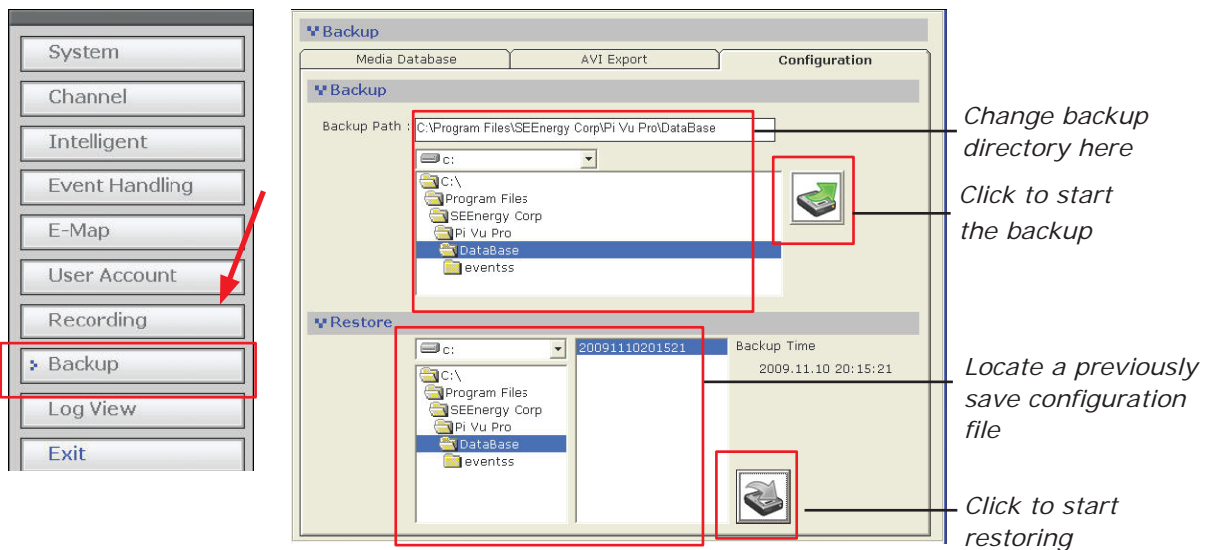 System
Channel
Intelligent
Event Handling
E-Map
User Account
Recording
Backup
Log View
Exit
Backup
Media Database
AVI Export
Configuration
Backup
Backup Path : C:\Program Files\SEEnergy Corp\Pi Vu Pro\DataBase
c:
C:\
Program Files
SEEnergy Corp
Pi Vu Pro
DataBase
eventss
Restore
c:
C:\
Program Files
SEEnergy Corp
Pi Vu Pro
DataBase
eventss
20091110201521
Backup Time
2009.11.10 20:15:21
Change backup
directory here
Click to start
the backup
Locate a previously
save configuration
file
Click to start
restoring